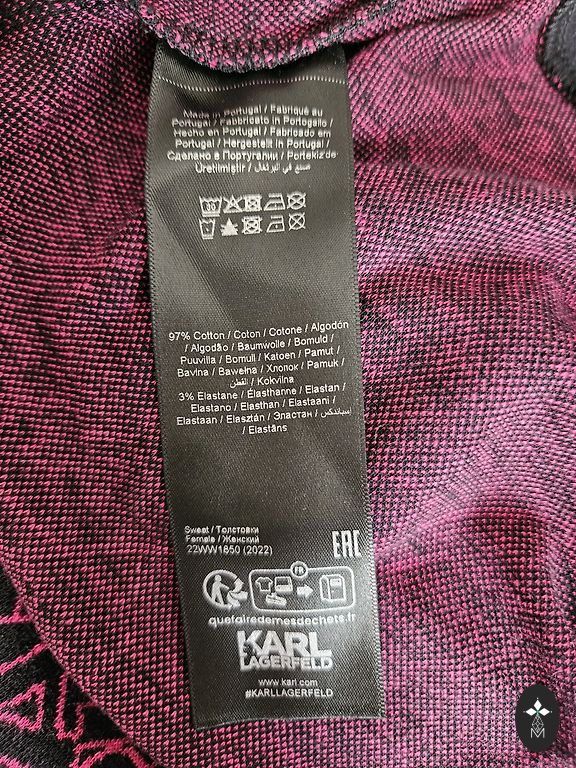 Made in Portugal / Fabriqué au
Portugal / Fabbricato in Portogallo /
Hecho en Portugal / Fabricado em
Portugal / Hergestellt in Portugal /
Сделано в Португалии / Portekiz'de
Üretilmiştir / صنع في البرتغال
30
97% Cotton / Coton / Cotone / Algodón
/ Algodão / Baumwolle / Bomuld /
Puuvilla / Bomull / Katoen / Pamut /
Bavlna / Bawełna / Хлопок / Pamuk /
القطن / Kokvilna
3% Elastane / Élasthanne / Elastan /
Elastano / Elasthan / Elastaani /
Elastaan / Elasztán / Эластан / إسباندكس
/ Elastāns
Sweat / Толстовки
Female / Женский
22WW1850 (2022)
EAC
FR
quefairedemesdechets.fr
KARL
LAGERFELD
www.karl.com
#KARLLAGERFELD
M